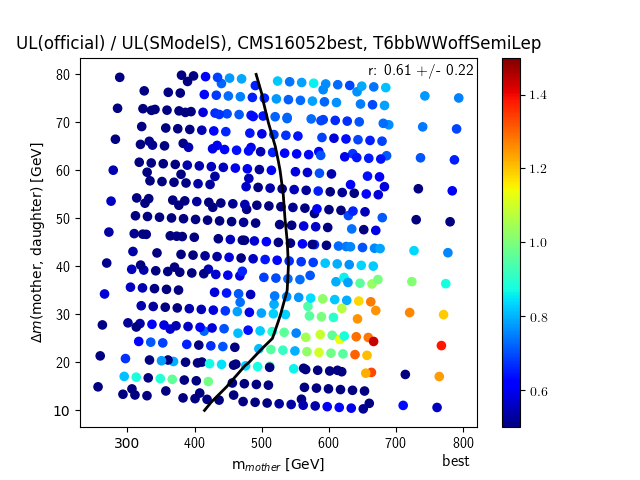 UL(official) / UL(SModelS), CMS16052best, T6bbWWoffSemiLep
r: 0.61 +/- 0.22
80
70
60
50
40
30
20
10
Δm(mother, daughter) [GeV]
300 400 500 600 700 800
m_mother [GeV]
best
1.4
1.2
1.0
0.8
0.6